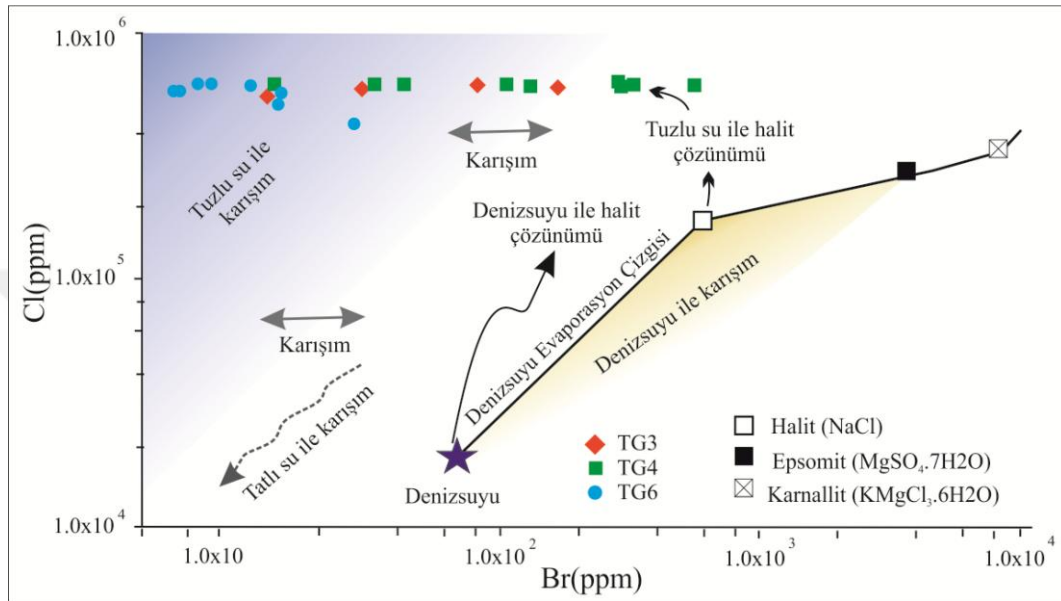 1.0x10⁶
Cl(ppm)
1.0x10⁵
1.0x10⁴
Tuzlu su ile
karışım
Karışım
Tuzlu su ile halit
çözünümü
Denizsuyu ile halit
çözünümü
Denizsuyu Evaporasyon Çizgisi
Denizsuyu ile karışım
Karışım
Tatlı su ile karışım
Denizsuyu
TG3
TG4
TG6
Halit (NaCl)
Epsomit (MgSO₄.7H2O)
Karnallit (KMgCl₃.6H2O)
1.0x10
1.0x10²
1.0x10³
1.0x10⁴
Br(ppm)